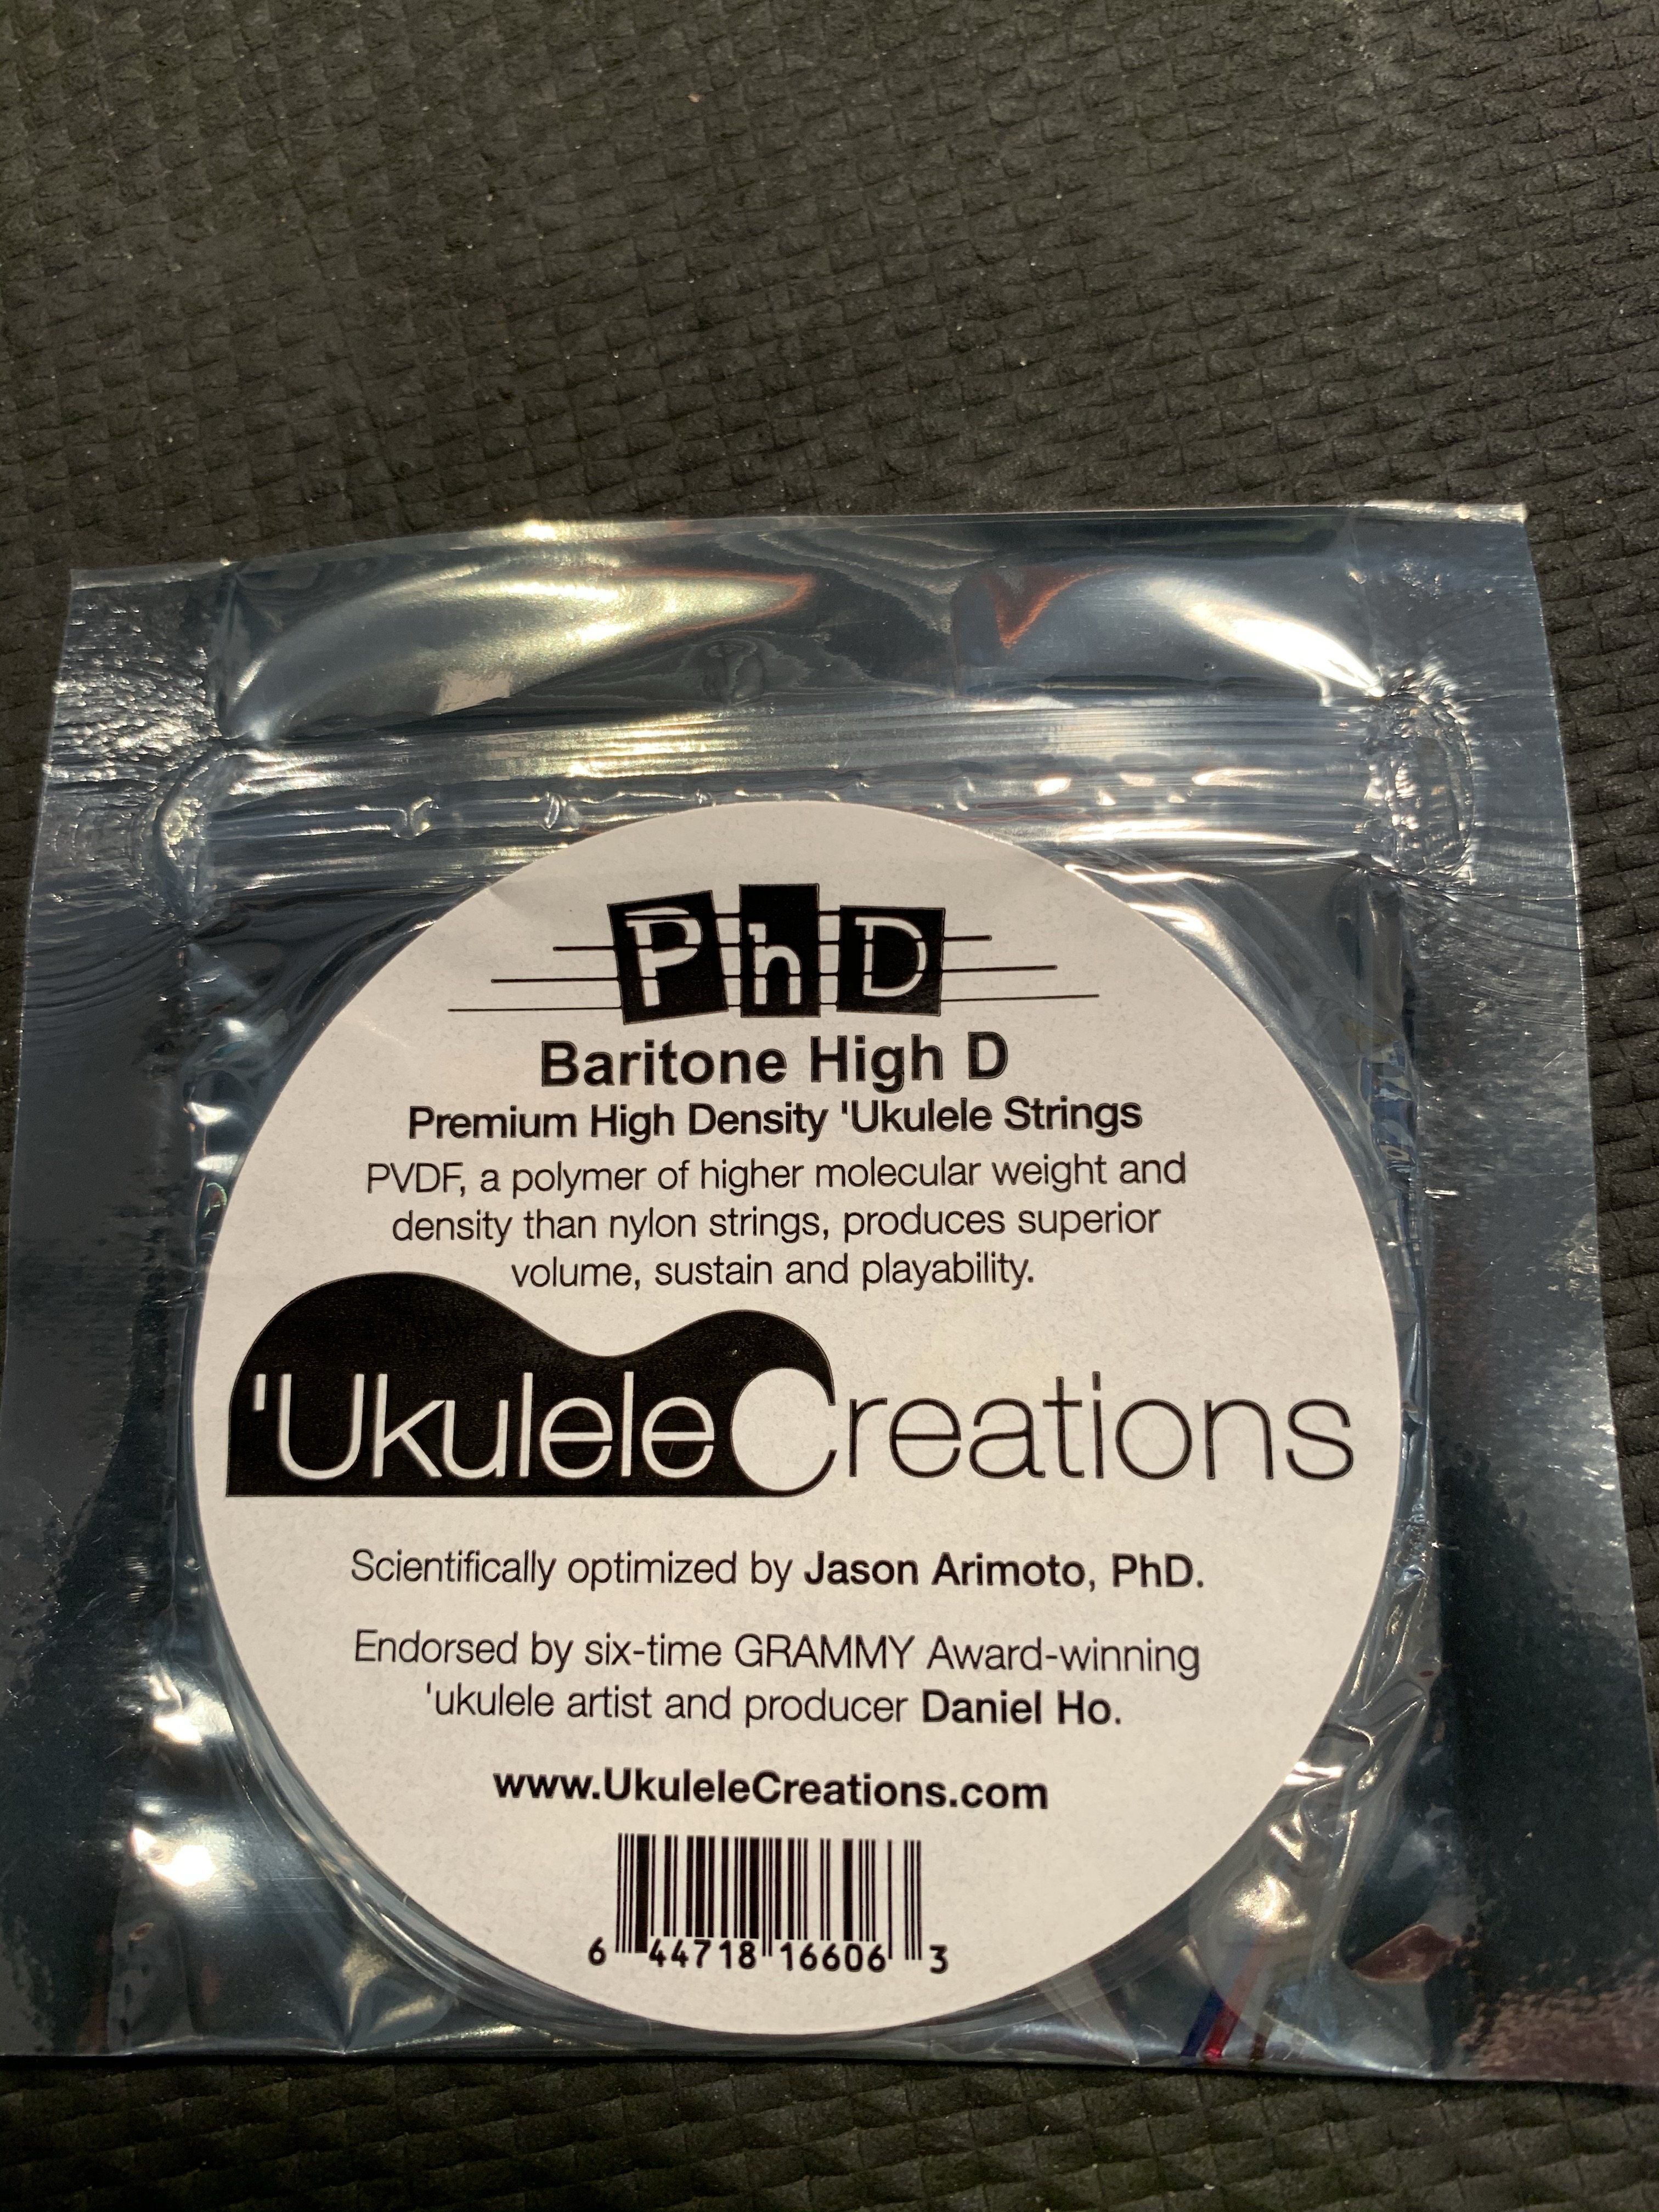 PhD
Baritone High D
Premium High Density 'Ukulele Strings
PVDF, a polymer of higher molecular weight and
density than nylon strings, produces superior
volume, sustain and playability.
'Ukulele Creations
Scientifically optimized by Jason Arimoto, PhD.
Endorsed by six-time GRAMMY Award-winning
'ukulele artist and producer Daniel Ho.
www.UkuleleCreations.com
6 44718 16606 3